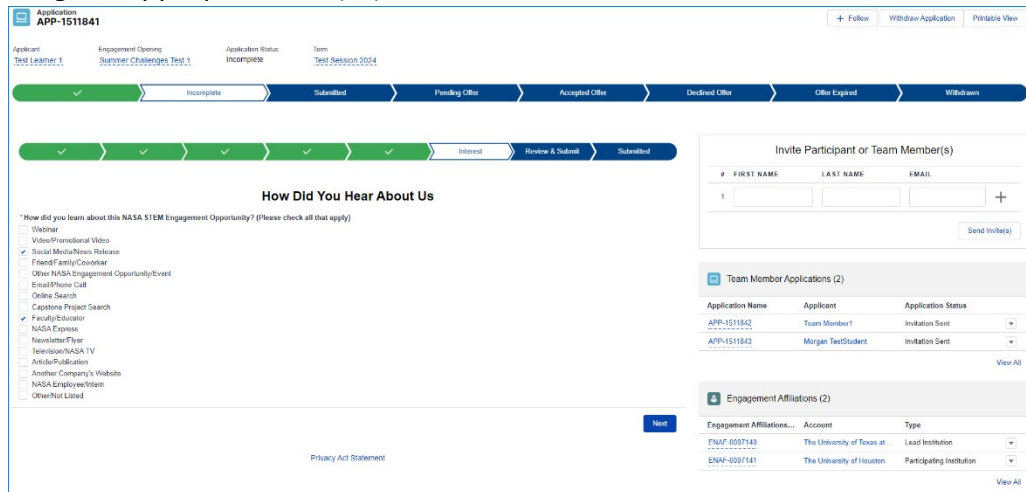 Application
APP-1511841
+ Follow
Withdraw Application
Printable View
Applicant
Engagement Opening
Application Status
Term
Test Learner 1
Summer Challenges Test 1
Incomplete
Test Session 2024
Incomplete
Submitted
Pending Offer
Accepted Offer
Declined Offer
Offer Expired
Withdrawn
Interest
Review & Submit
Submitted
How Did You Hear About Us
*How did you learn about this NASA STEM Engagement Opportunity? (Please check all that apply)
Webinar
Video/Promotional Video
Social Media/News Release
Friend/Family/Coworker
Other NASA Engagement Opportunity/Event
Email/Phone Call
Online Search
Capstone Project Search
Faculty/Educator
NASA Express
Newsletter/Flyer
Television/NASA TV
Article/Publication
Another Company's Website
NASA Employee/Intern
Other/Not Listed
Next
Privacy Act Statement
Invite Participant or Team Member(s)
# FIRST NAME LAST NAME EMAIL
1 +
Send Invite(s)
Team Member Applications (2)
Application Name Applicant Application Status
APP-1511842 Team Member1 Invitation Sent
APP-1511843 Morgan TestStudent Invitation Sent
View All
Engagement Affiliations (2)
Engagement Affiliations... Account Type
ENAF-0007140 The University of Texas at ... Lead Institution
ENAF-0007141 The University of Houston Participating Institution
View All